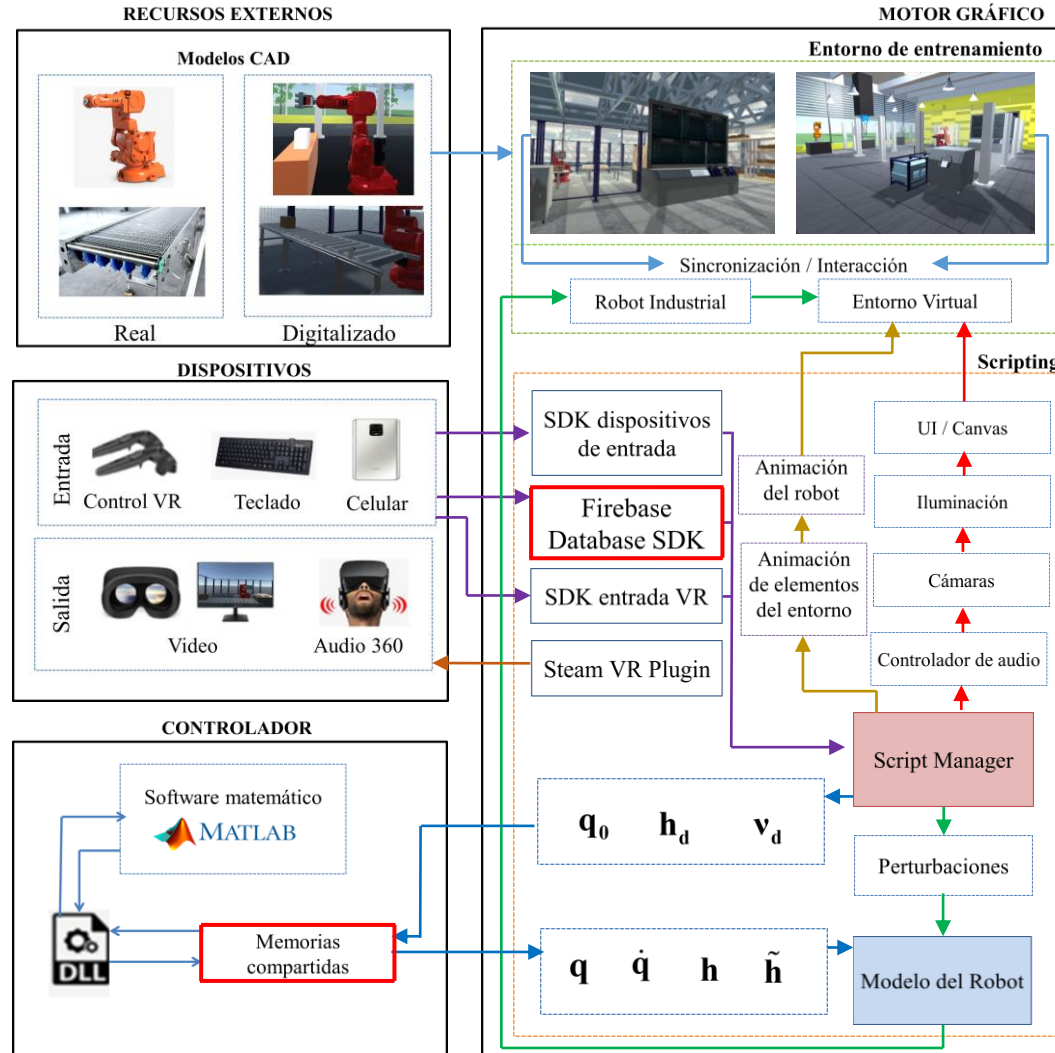 RECURSOS EXTERNOS
Modelos CAD
Real
Digitalizado
DISPOSITIVOS
Entrada
Control VR
Teclado
Celular
Salida
Video
Audio 360
CONTROLADOR
Software matemático
MATLAB
DLL
Memorias
compartidas
MOTOR GRÁFICO
Entorno de entrenamiento
Sincronización / Interacción
Robot Industrial
Entorno Virtual
Scripting
SDK dispositivos
de entrada
Firebase
Database SDK
SDK entrada VR
Steam VR Plugin
Animación
del robot
Animación
de elementos
del entorno
UI / Canvas
Iluminación
Cámaras
Controlador de audio
Script Manager
q₀ h_d ν_d
Perturbaciones
q q̇ h h̃
Modelo del Robot